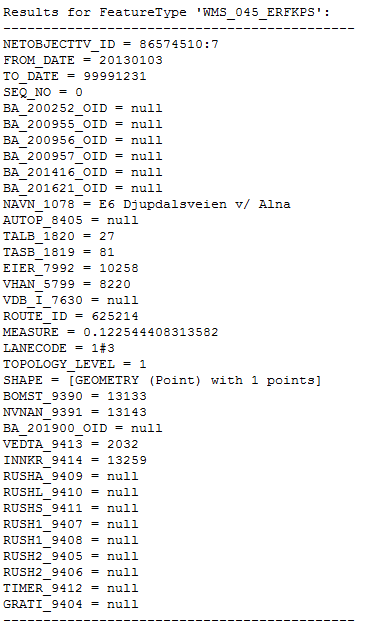 Results for FeatureType 'WMS_045_ERFKPS':
--------------------------------------------
NETOBJECTTV_ID = 86574510:7
FROM_DATE = 20130103
TO_DATE = 99991231
SEQ_NO = 0
BA_200252_OID = null
BA_200955_OID = null
BA_200956_OID = null
BA_200957_OID = null
BA_201416_OID = null
BA_201621_OID = null
NAVN_1078 = E6 Djupdalsveien v/ Alna
AUTOP_8405 = null
TALB_1820 = 27
TASB_1819 = 81
EIER_7992 = 10258
VHAN_5799 = 8220
VDB_I_7630 = null
ROUTE_ID = 625214
MEASURE = 0.122544408313582
LANECODE = 1#3
TOPOLOGY_LEVEL = 1
SHAPE = [GEOMETRY (Point) with 1 points]
BOMST_9390 = 13133
NVNAN_9391 = 13143
BA_201900_OID = null
VEDTA_9413 = 2032
INNKR_9414 = 13259
RUSHA_9409 = null
RUSHL_9410 = null
RUSHS_9411 = null
RUSH1_9407 = null
RUSH1_9408 = null
RUSH2_9405 = null
RUSH2_9406 = null
TIMER_9412 = null
GRATI_9404 = null
--------------------------------------------